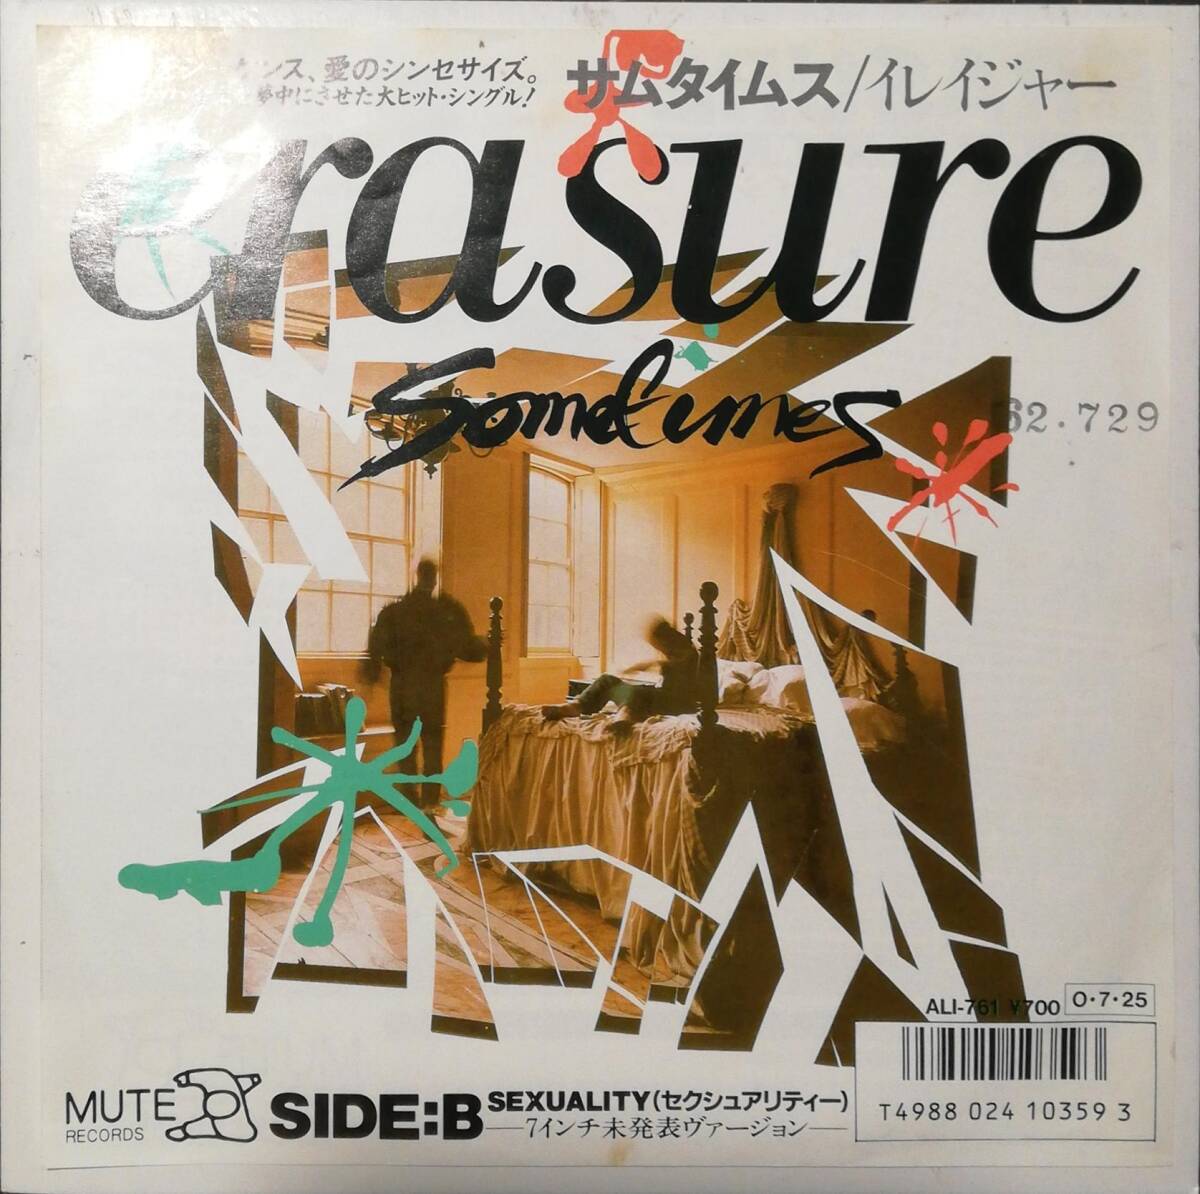 ンス、愛のシンセサイズ。
夢中にさせた大ヒット・シングル!
サムタイムス/イレイジャー
erasure
Sometimes
62.729
ALI-761 ¥700 O・7・25
T4988 024 10359 3
MUTE
RECORDS
SIDE:B
SEXUALITY(セクシュアリティー)
—7インチ未発表ヴァージョン—